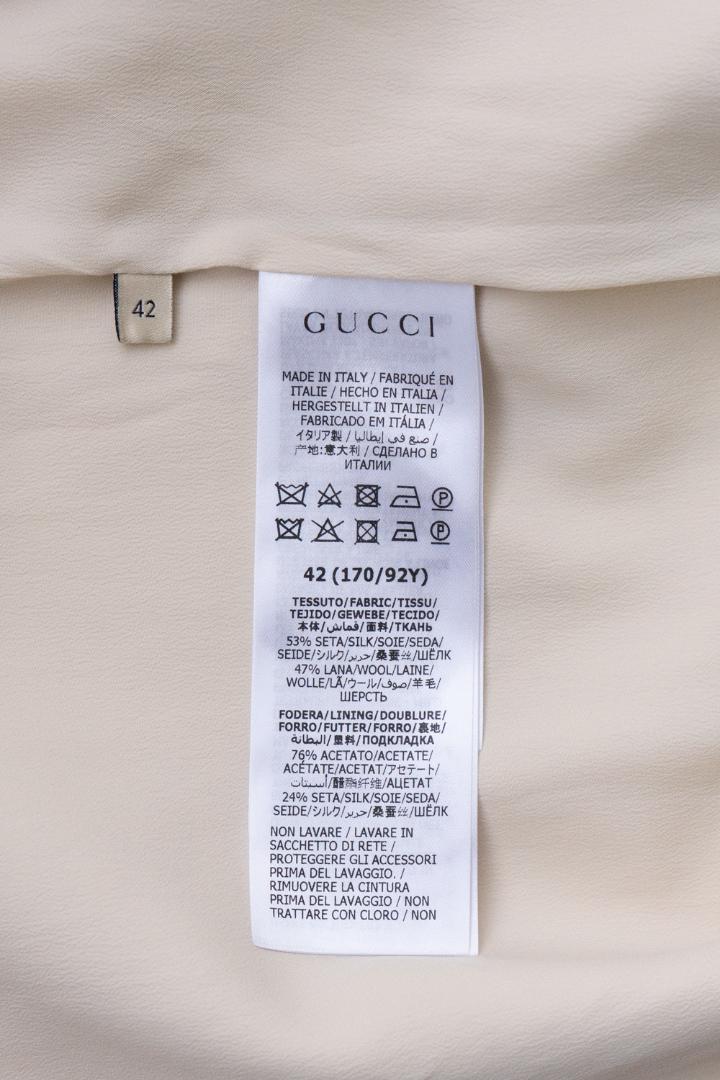 42
GUCCI
MADE IN ITALY / FABRIQUÉ EN
ITALIE / HECHO EN ITALIA /
HERGESTELLT IN ITALIEN /
FABRICADO EM ITÁLIA /
イタリア製 / صنع في إيطاليا /
产地:意大利 / СДЕЛАНО В
ИТАЛИИ
P
P
42 (170/92Y)
TESSUTO/FABRIC/TISSU/
TEJIDO/GEWEBE/TECIDO/
本体/قماش/面料/ТКАНЬ
53% SETA/SILK/SOIE/SEDA/
SEIDE/シルク/حرير/桑蚕丝/ШЁЛК
47% LANA/WOOL/LAINE/
WOLLE/LÃ/ウール/صوف/羊毛/
ШЕРСТЬ
FODERA/LINING/DOUBLURE/
FORRO/FUTTER/FORRO/裏地/
البطانة/里料/ПОДКЛАДКА
76% ACETATO/ACETATE/
ACÉTATE/ACETAT/アセテート/
أسيتات/醋酯纤维/АЦЕТАТ
24% SETA/SILK/SOIE/SEDA/
SEIDE/シルク/حرير/桑蚕丝/ШЁЛК
NON LAVARE / LAVARE IN
SACCHETTO DI RETE /
PROTEGGERE GLI ACCESSORI
PRIMA DEL LAVAGGIO. /
RIMUOVERE LA CINTURA
PRIMA DEL LAVAGGIO / NON
TRATTARE CON CLORO / NON